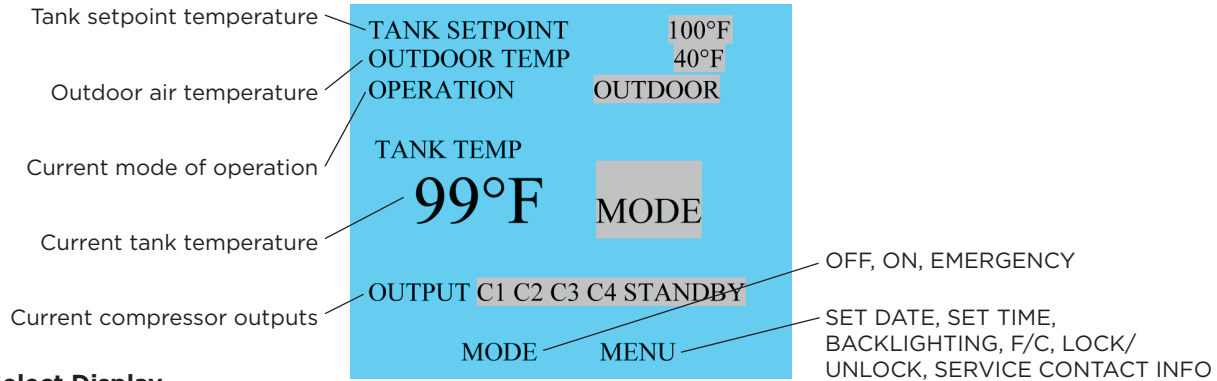 Tank setpoint temperature
Outdoor air temperature
Current mode of operation
Current tank temperature
Current compressor outputs
TANK SETPOINT 100°F
OUTDOOR TEMP 40°F
OPERATION OUTDOOR
TANK TEMP
99°F MODE
OUTPUT C1 C2 C3 C4 STANDBY
MODE MENU
OFF, ON, EMERGENCY
SET DATE, SET TIME,
BACKLIGHTING, F/C, LOCK/
UNLOCK, SERVICE CONTACT INFO
Display